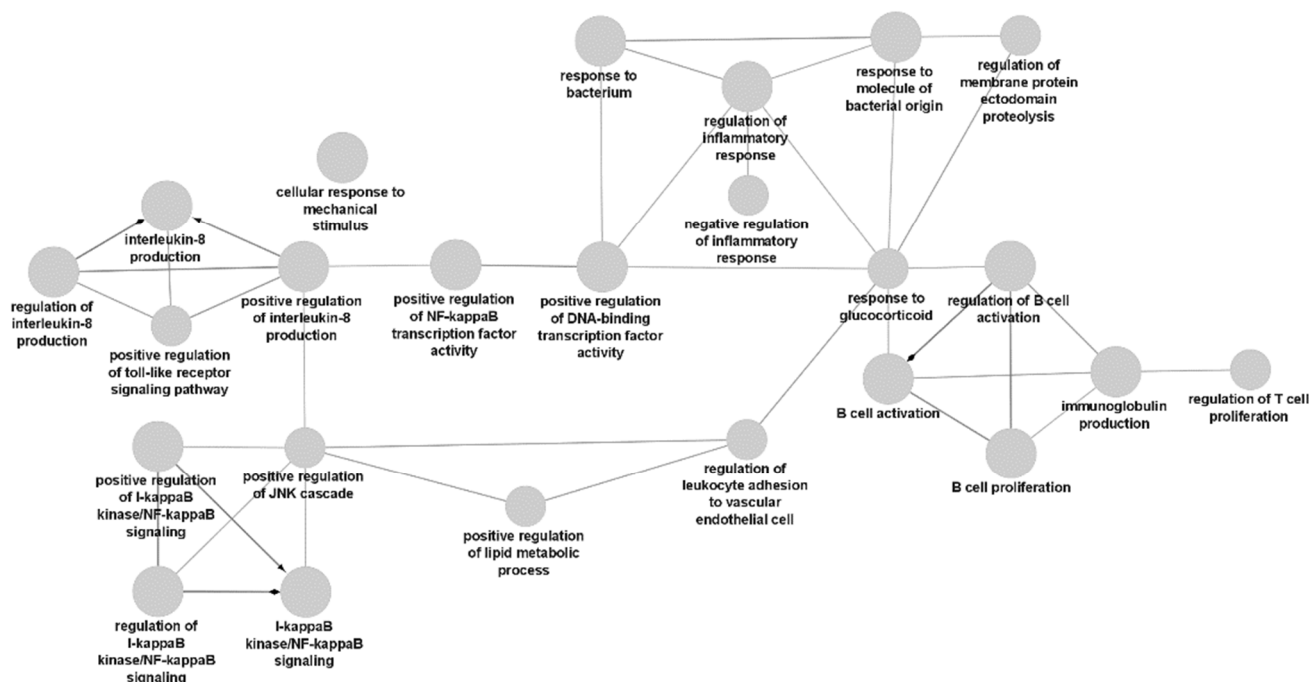 response to
bacterium
response to
molecule of
bacterial origin
regulation of
membrane protein
ectodomain
proteolysis
regulation of
inflammatory
response
cellular response to
mechanical
stimulus
negative regulation
of inflammatory
response
interleukin-8
production
regulation of
interleukin-8
production
positive regulation
of interleukin-8
production
positive regulation
of toll-like receptor
signaling pathway
positive regulation
of NF-kappaB
transcription factor
activity
positive regulation
of DNA-binding
transcription factor
activity
response to
glucocorticoid
regulation of B cell
activation
B cell activation
immunoglobulin
production
regulation of T cell
proliferation
B cell proliferation
positive regulation
of I-kappaB
kinase/NF-kappaB
signaling
positive regulation
of JNK cascade
regulation of
leukocyte adhesion
to vascular
endothelial cell
positive regulation
of lipid metabolic
process
regulation of
I-kappaB
kinase/NF-kappaB
signaling
I-kappaB
kinase/NF-kappaB
signaling